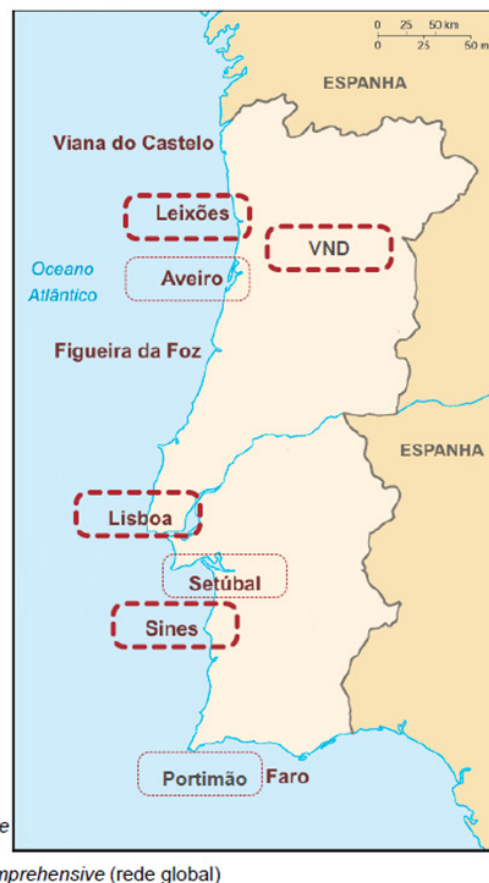 0 25 50 km
0 25 50 m
ESPANHA
Viana do Castelo
Leixões
VND
Oceano
Atlântico
Aveiro
Figueira da Foz
ESPANHA
Lisboa
Setúbal
Sines
Portimão Faro
e
mprehensive (rede global)